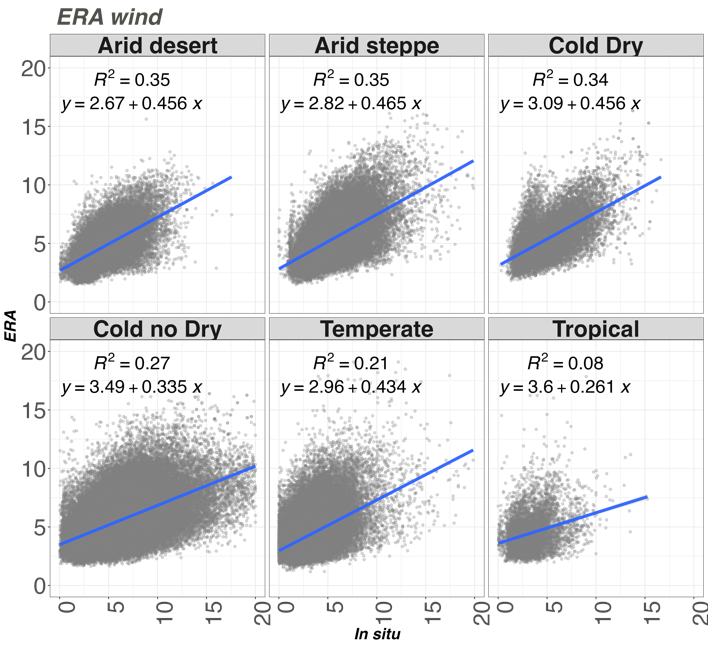 ERA wind
Arid desert
R² = 0.35
y = 2.67 + 0.456 x
Arid steppe
R² = 0.35
y = 2.82 + 0.465 x
Cold Dry
R² = 0.34
y = 3.09 + 0.456 x
20
15
10
5
0
Cold no Dry
R² = 0.27
y = 3.49 + 0.335 x
Temperate
R² = 0.21
y = 2.96 + 0.434 x
Tropical
R² = 0.08
y = 3.6 + 0.261 x
20
15
10
5
0
ERA
0 5 10 15 20
0 5 10 15 20
0 5 10 15 20
In situ